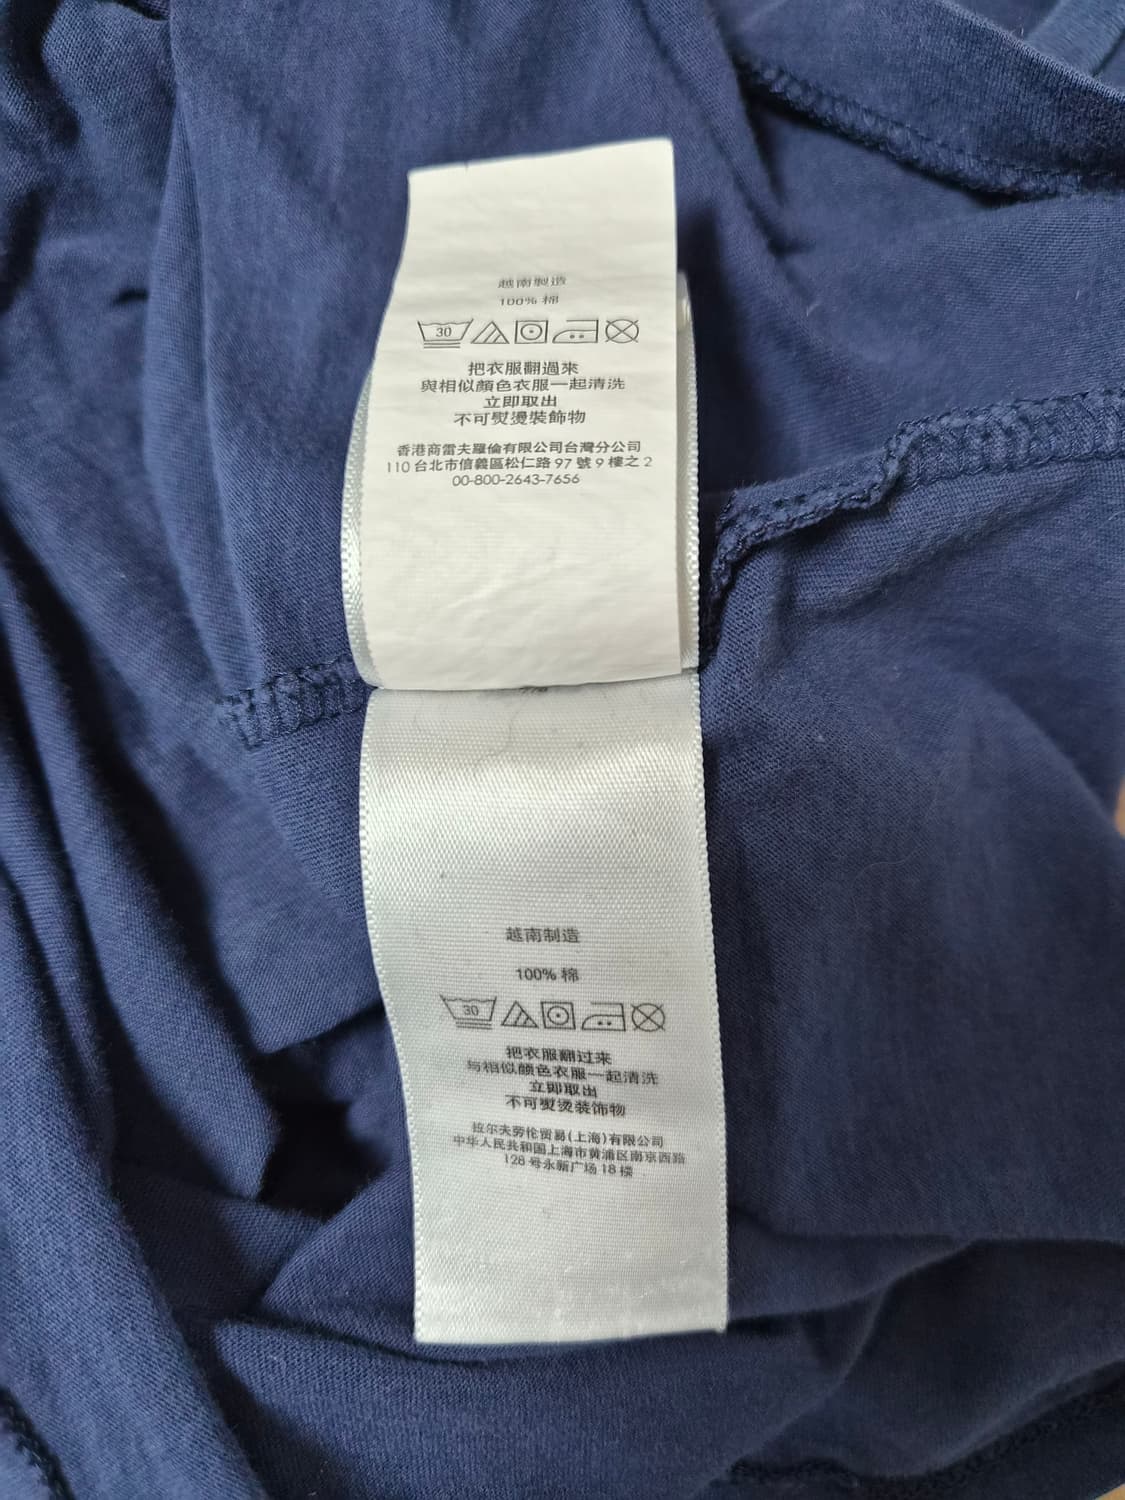 越南製造
100% 棉
30
把衣服翻過來
與相似顏色衣服一起清洗
立即取出
不可熨燙裝飾物
香港商雷夫羅倫有限公司台灣分公司
110 台北市信義區松仁路 97 號 9 樓之 2
00-800-2643-7656
越南制造
100% 棉
30
把衣服翻过来
与相似颜色衣服一起清洗
立即取出
不可熨烫装饰物
拉尔夫劳伦贸易(上海)有限公司
中华人民共和国上海市黄浦区南京西路
128 号永新广场 18 楼